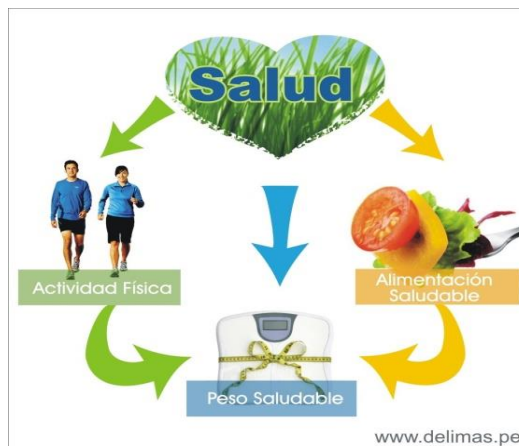 Salud
Actividad Física
Alimentación
Saludable
Peso Saludable
www.delimas.pe